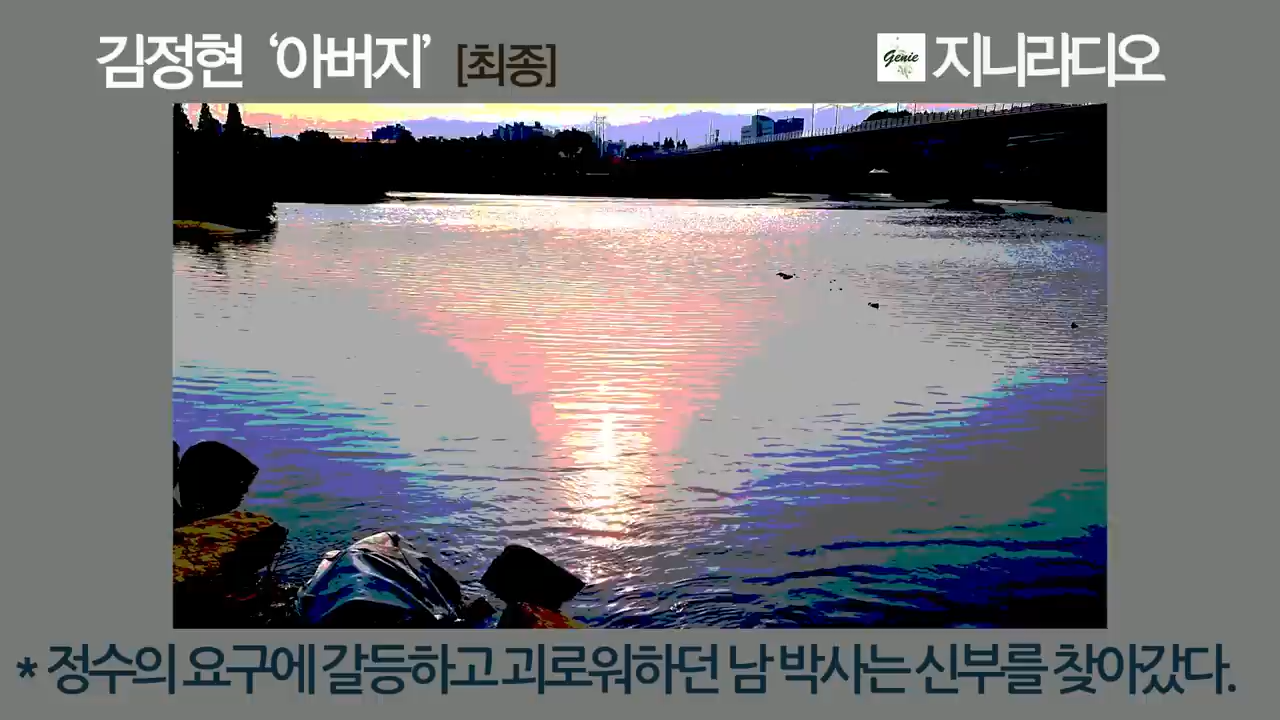 김정현 ‘아버지’ [최종]
Genie 지니라디오
* 정수의 요구에 갈등하고 괴로워하던 남 박사는 신부를 찾아갔다.